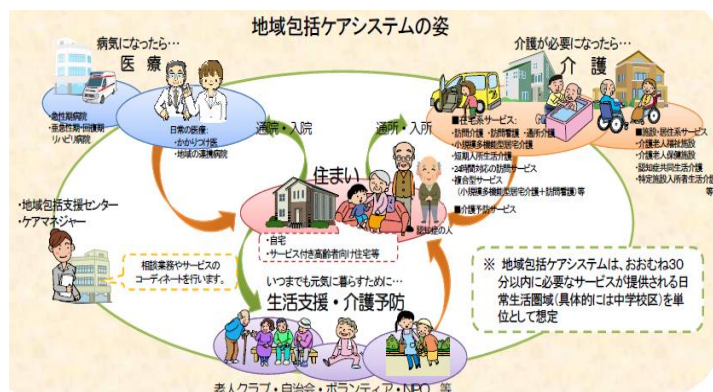 地域包括ケアシステムの姿
病気になったら…
医療
・急性期病院
・亜急性期・回復期
リハビリ病院
日常の医療:
・かかりつけ医
・地域の連携病院
通院・入院
介護が必要になったら…
介護
通所・入所
■在宅系サービス:
・訪問介護・訪問看護・通所介護
・小規模多機能型居宅介護
・短期入所生活介護
・24時間対応の訪問サービス
・複合型サービス
(小規模多機能型居宅介護+訪問看護)等
■介護予防サービス
■施設・居住系サービス
・介護老人福祉施設
・介護老人保健施設
・認知症共同生活介護
・特定施設入所者生活介護
等
住まい
認知症の人
・自宅
・サービス付き高齢者向け住宅等
・地域包括支援センター
・ケアマネジャー
相談業務やサービスの
コーディネートを行います。
いつまでも元気に暮らすために…
生活支援・介護予防
老人クラブ・自治会・ボランティア・NPO 等
※ 地域包括ケアシステムは、おおむね30
分以内に必要なサービスが提供される日
常生活圏域(具体的には中学校区)を単
位として想定